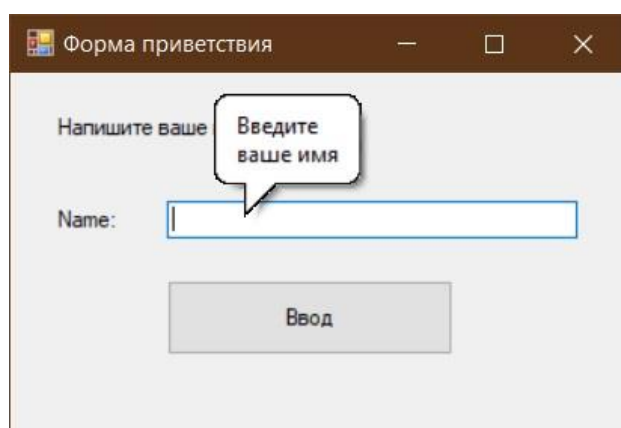 Форма приветствия
Напишите ваше
Введите
ваше имя
Name:
Ввод